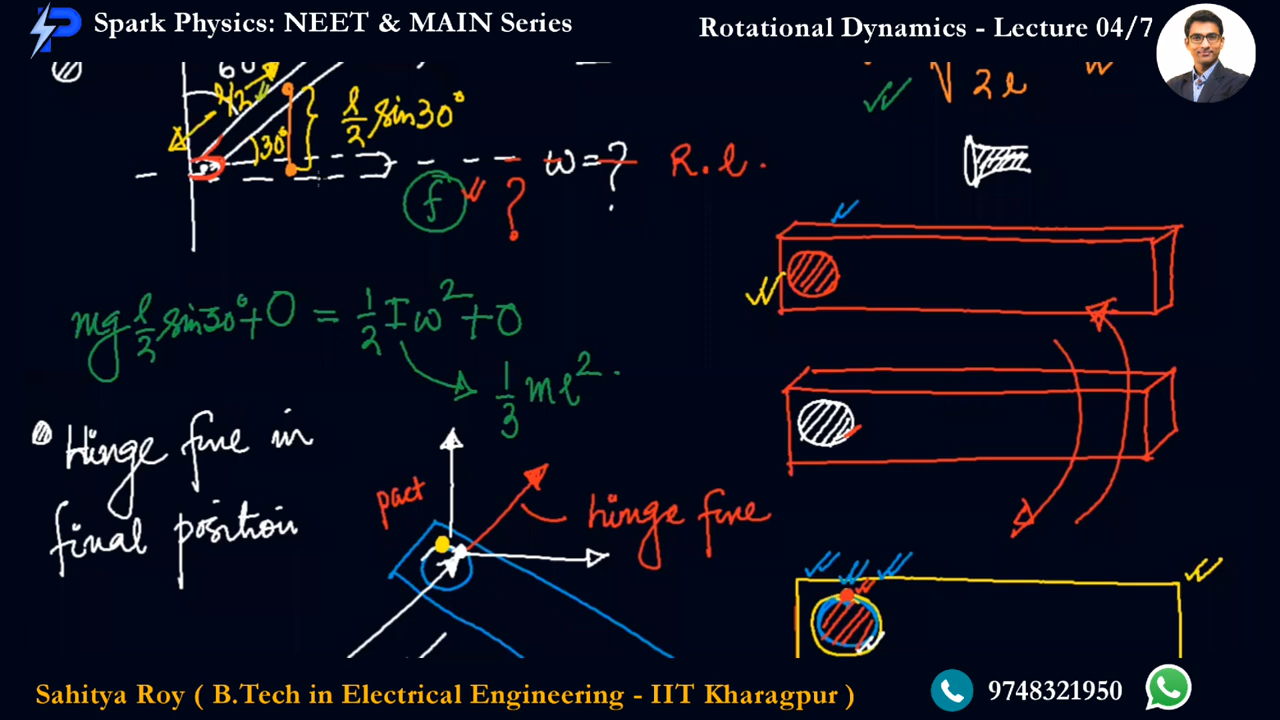 Spark Physics: NEET & MAIN Series
Rotational Dynamics - Lecture 04/7
60
l/2
l/2 sin30°
30°
ω = ?
R.l.
f
?
√2l
mg l/2 sin30° + 0 = 1/2 Iω² + 0
1/3 ml².
Hinge force in
final position
pact
hinge force
Sahitya Roy ( B.Tech in Electrical Engineering - IIT Kharagpur )
9748321950